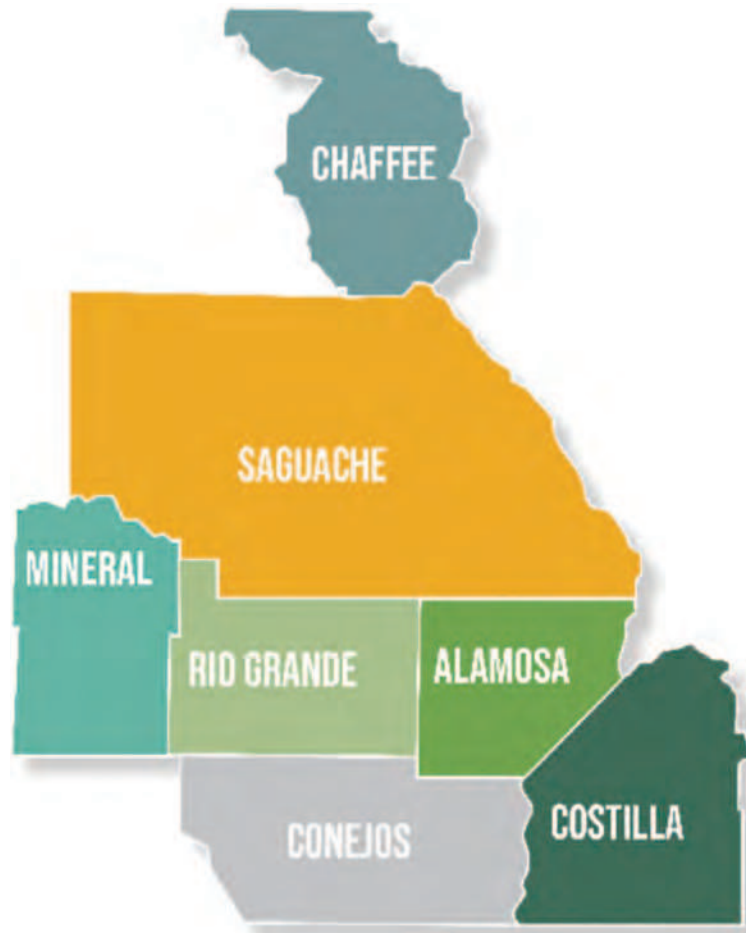 CHAFFEE
SAGUACHE
MINERAL
RIO GRANDE
ALAMOSA
COSTILLA
CONEJOS